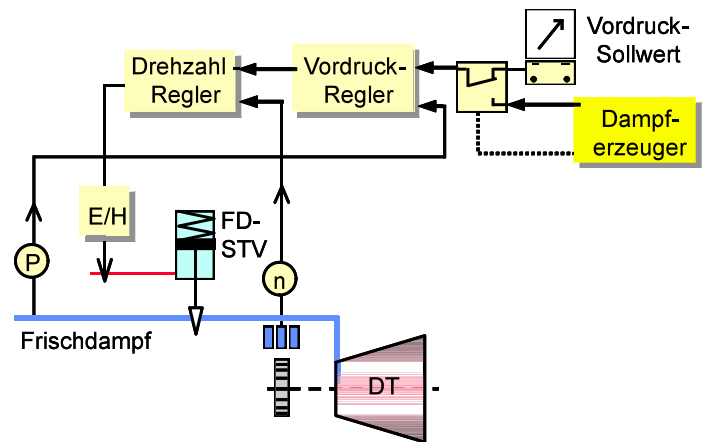 Vordruck-
Sollwert
Drehzahl
Regler
Vordruck-
Regler
Dampf-
erzeuger
E/H
FD-
STV
P
n
Frischdampf
DT